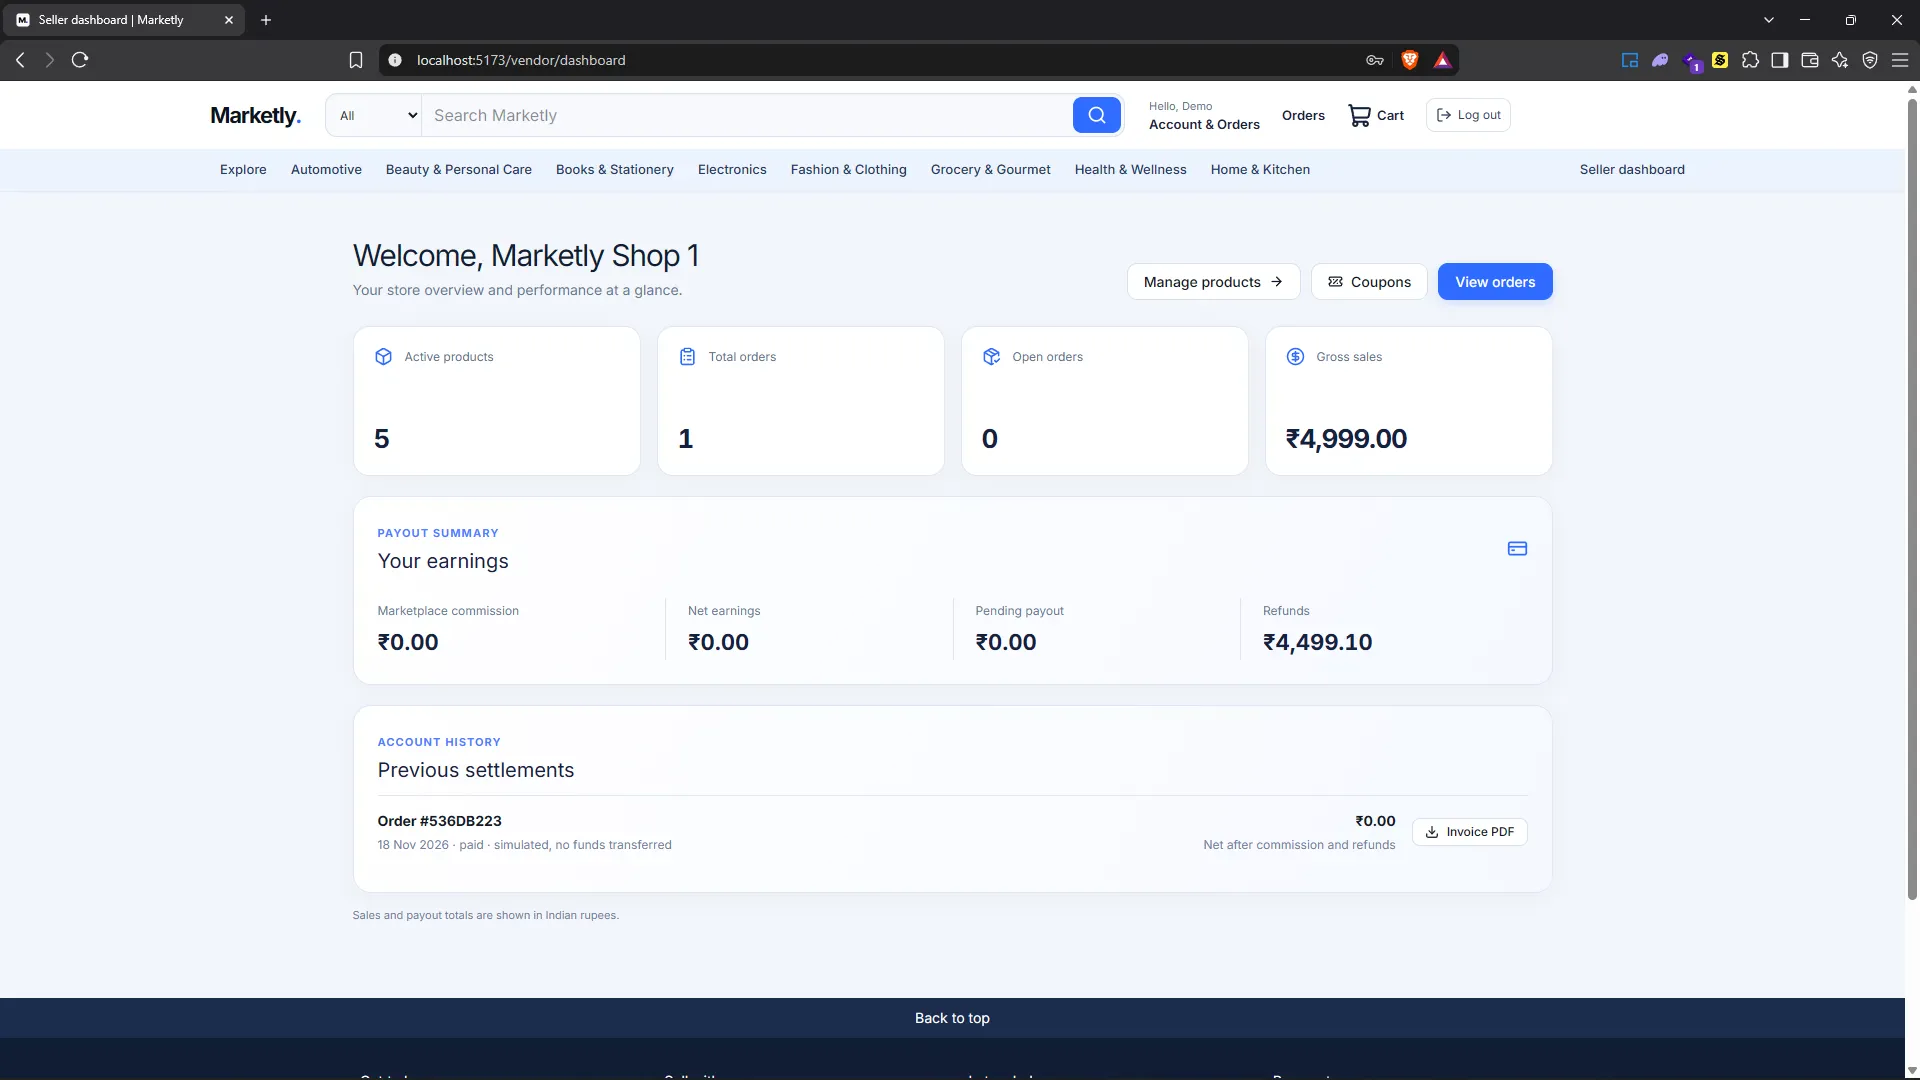 Seller dashboard | Marketly
localhost:5173/vendor/dashboard
1
Marketly.
All
Search Marketly
Hello, Demo
Account & Orders
Orders
Cart
Log out
Explore
Automotive
Beauty & Personal Care
Books & Stationery
Electronics
Fashion & Clothing
Grocery & Gourmet
Health & Wellness
Home & Kitchen
Seller dashboard
Welcome, Marketly Shop 1
Your store overview and performance at a glance.
Manage products
Coupons
View orders
Active products
5
Total orders
1
Open orders
0
Gross sales
₹4,999.00
PAYOUT SUMMARY
Your earnings
Marketplace commission
₹0.00
Net earnings
₹0.00
Pending payout
₹0.00
Refunds
₹4,499.10
ACCOUNT HISTORY
Previous settlements
Order #536DB223
18 Nov 2026 · paid · simulated, no funds transferred
₹0.00
Net after commission and refunds
Invoice PDF
Sales and payout totals are shown in Indian rupees.
Back to top